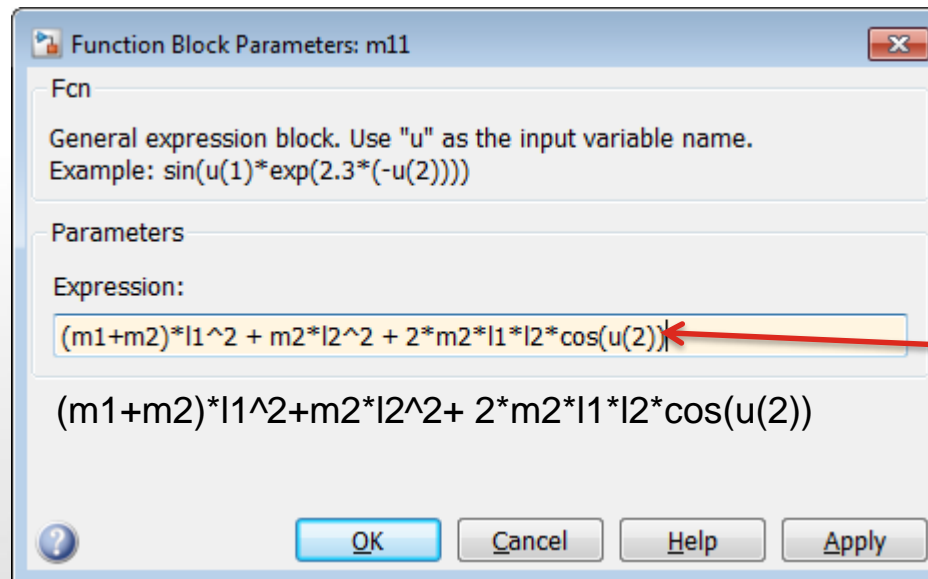 Function Block Parameters: m11
Fcn
General expression block. Use "u" as the input variable name.
Example: sin(u(1)*exp(2.3*(-u(2))))
Parameters
Expression:
(m1+m2)*l1^2 + m2*l2^2 + 2*m2*l1*l2*cos(u(2))
(m1+m2)*l1^2+m2*l2^2+ 2*m2*l1*l2*cos(u(2))
? OK Cancel Help Apply